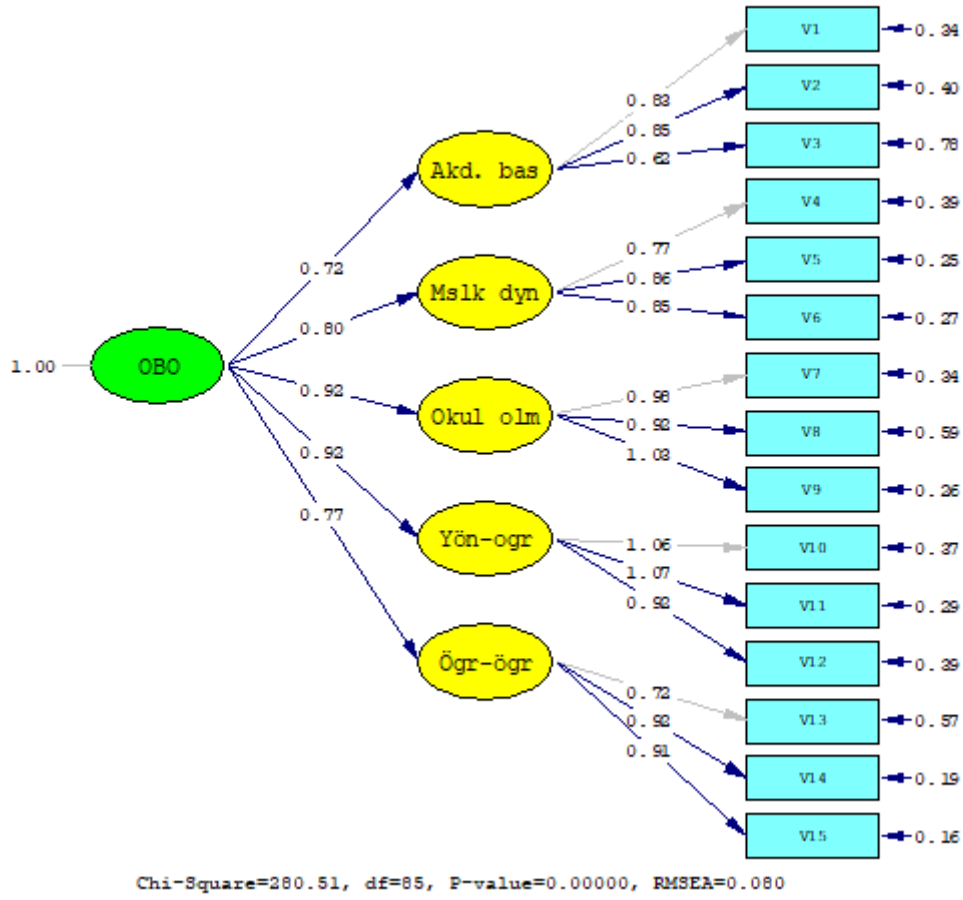 V1
0.34
V2
0.40
0.83
0.85
V3
0.78
0.62
Akd. bas
V4
0.39
0.77
0.72
V5
0.25
0.86
Mslk dyn
0.85
V6
0.27
0.80
1.00
OBO
V7
0.34
0.98
0.92
Okul olm
0.92
V8
0.59
1.03
0.92
V9
0.26
0.77
Yön-ogr
1.06
V10
0.37
1.07
0.92
V11
0.29
Ögr-ögr
V12
0.39
0.72
0.92
V13
0.57
0.91
V14
0.19
V15
0.16
Chi-Square=280.51, df=85, P-value=0.00000, RMSEA=0.080